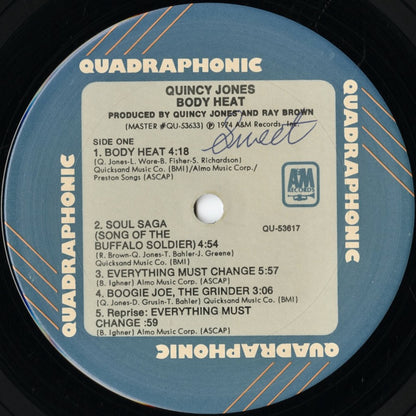 QUADRAPHONIC
QUINCY JONES
BODY HEAT
PRODUCED BY QUINCY JONES AND RAY BROWN
(MASTER #QU-53633) Ⓟ 1974 A&M Records, Inc.
Sweet
SIDE ONE
1. BODY HEAT 4:18
(Q. Jones-L. Ware-B. Fisher-S. Richardson)
Quicksand Music Co. (BMI)/Almo Music Corp./
Preston Songs (ASCAP)
A&M
RECORDS
2. SOUL SAGA
(SONG OF THE
BUFFALO SOLDIER) 4:54
QU-53617
(R. Brown-Q. Jones-T. Bahler-J. Greene)
Quicksand Music Co. (BMI)
3. EVERYTHING MUST CHANGE 5:57
(B. Ighner) Almo Music Corp. (ASCAP)
4. BOOGIE JOE, THE GRINDER 3:06
(Q. Jones-D. Grusin-T. Bahler) Quicksand Music Co. (BMI)
5. Reprise: EVERYTHING MUST
CHANGE :59
(B. Ighner) Almo Music Corp. (ASCAP)
QUADRAPHONIC
QUADRAPHONIC
QUADRAPHONIC
QUADRAPHONIC
QUADRAPHONIC